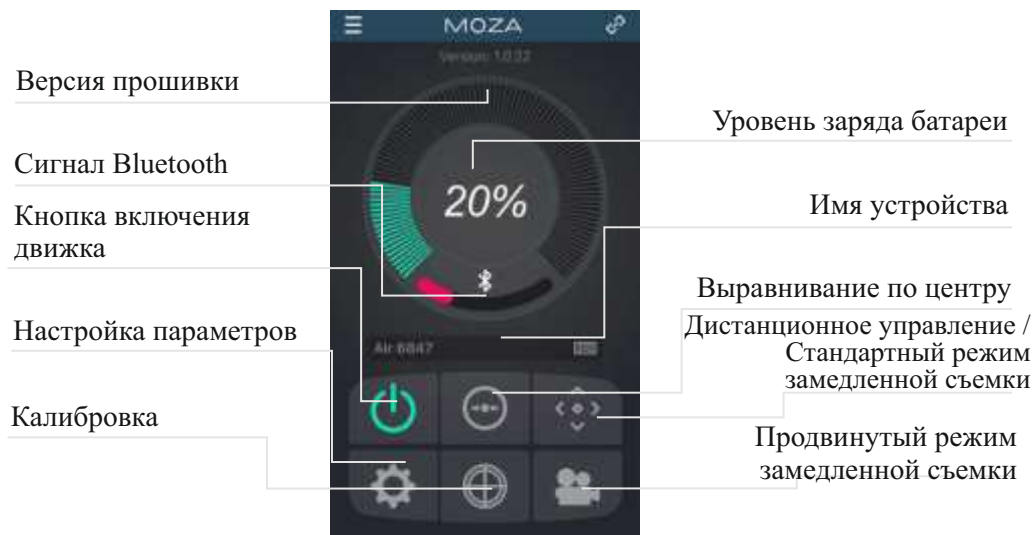 MOZA
Version: 1.0.32
Версия прошивки
Уровень заряда батареи
Сигнал Bluetooth
20%
Имя устройства
Кнопка включения
движка
Выравнивание по центру
Настройка параметров
Дистанционное управление /
Стандартный режим
замедленной съемки
Air 6847
Калибровка
Продвинутый режим
замедленной съемки